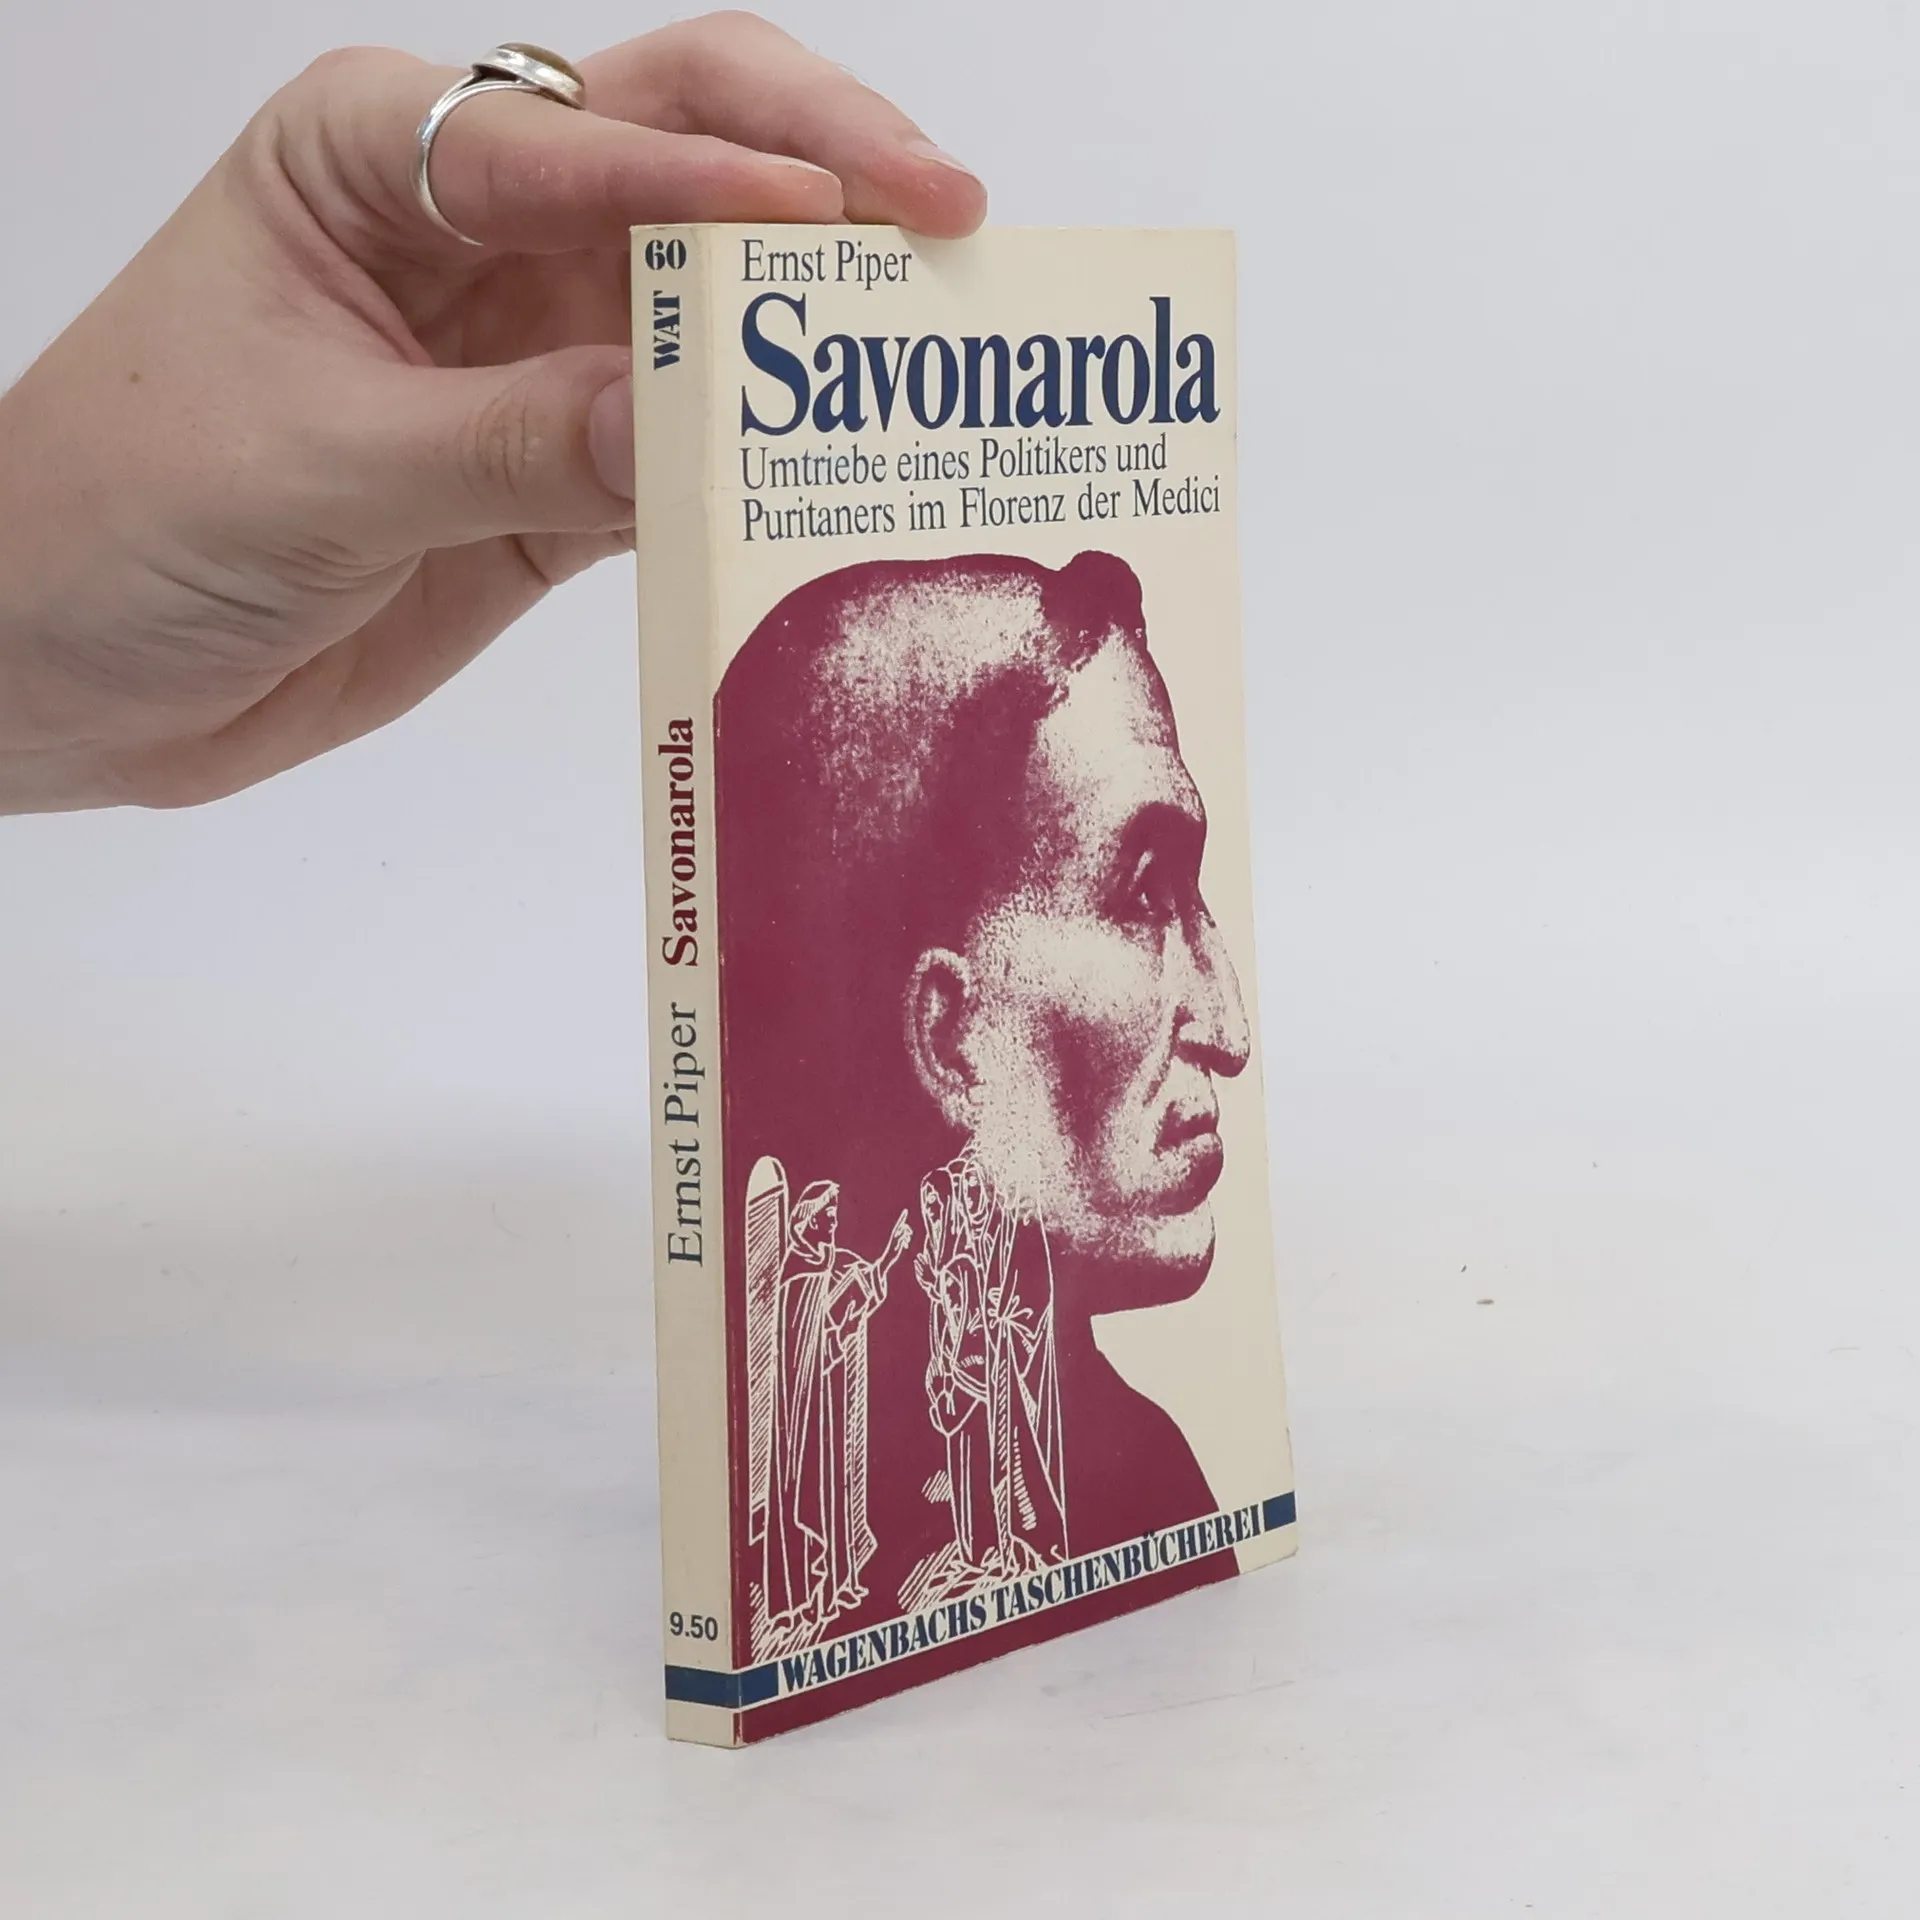 60
WAT
Savonarola
Ernst Piper
9.50
Ernst Piper
Savonarola
Umtriebe eines Politikers und
Puritaners im Florenz der Medici
WAGENBACHS TASCHENBÜCHEREI